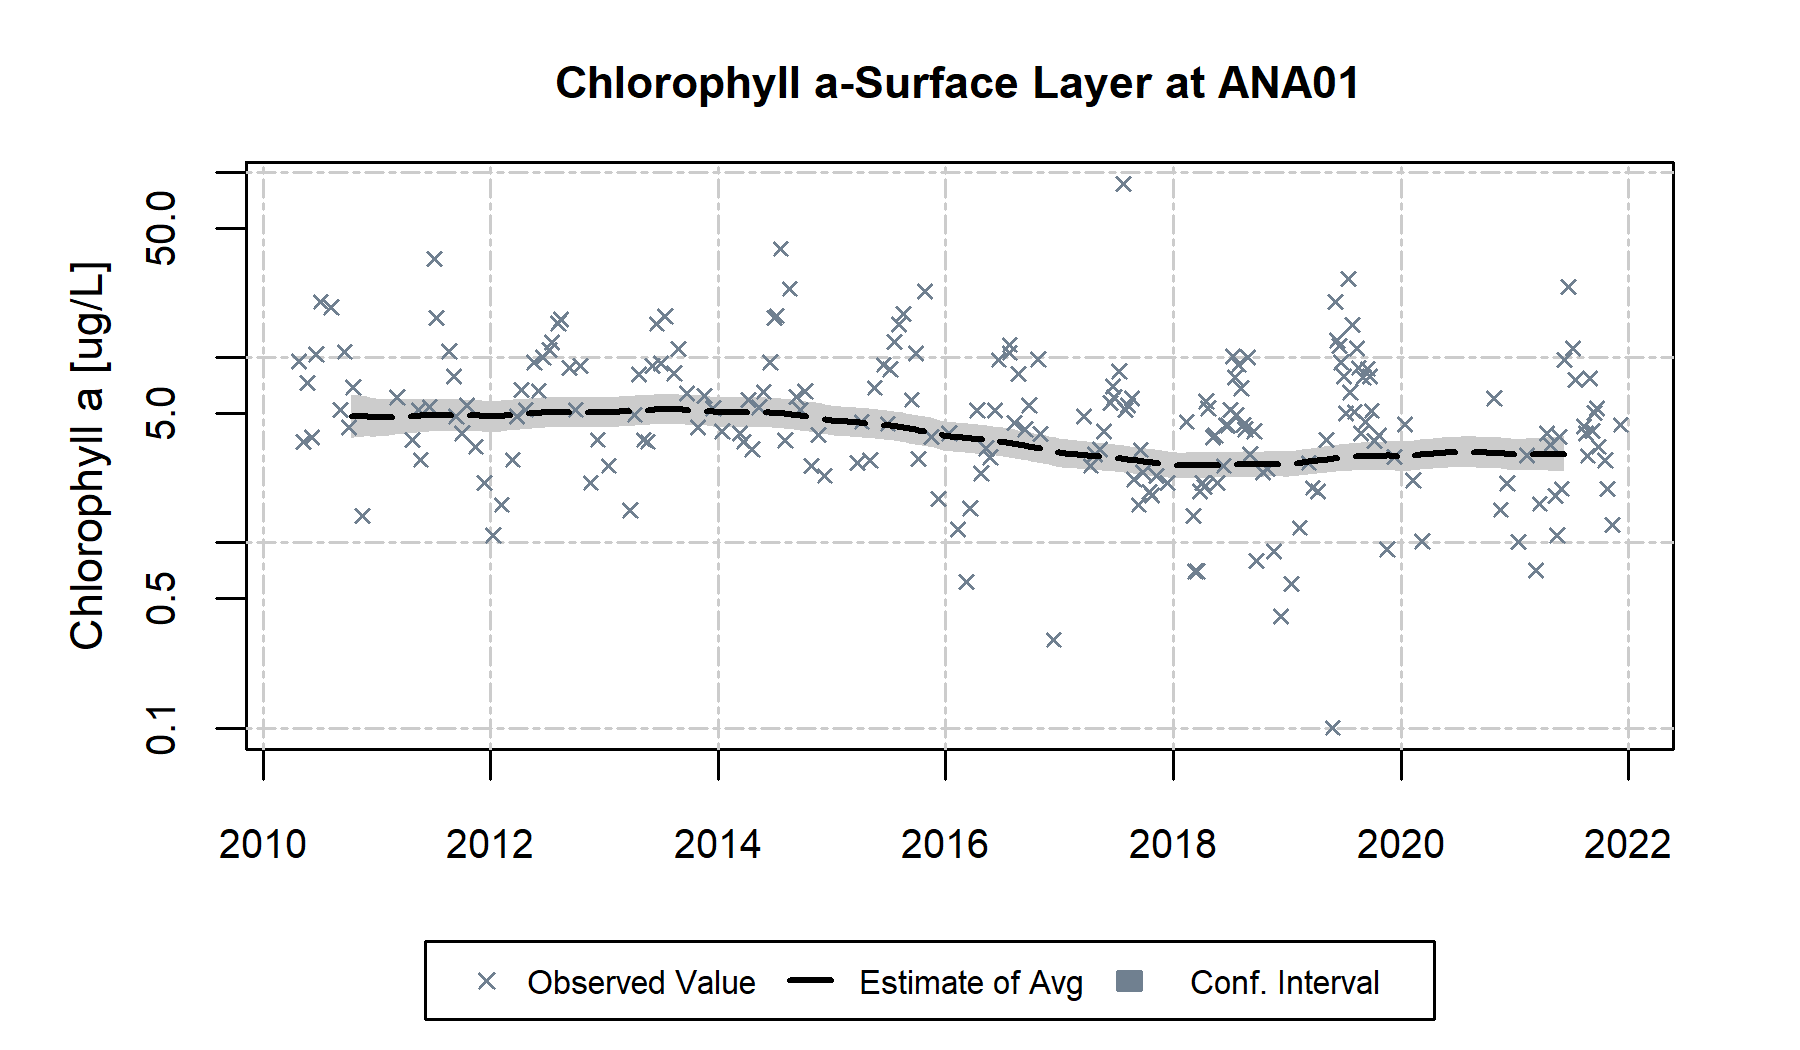 Chlorophyll a-Surface Layer at ANA01
Chlorophyll a [ug/L]
50.0
5.0
0.5
0.1
2010 2012 2014 2016 2018 2020 2022
Observed Value Estimate of Avg Conf. Interval